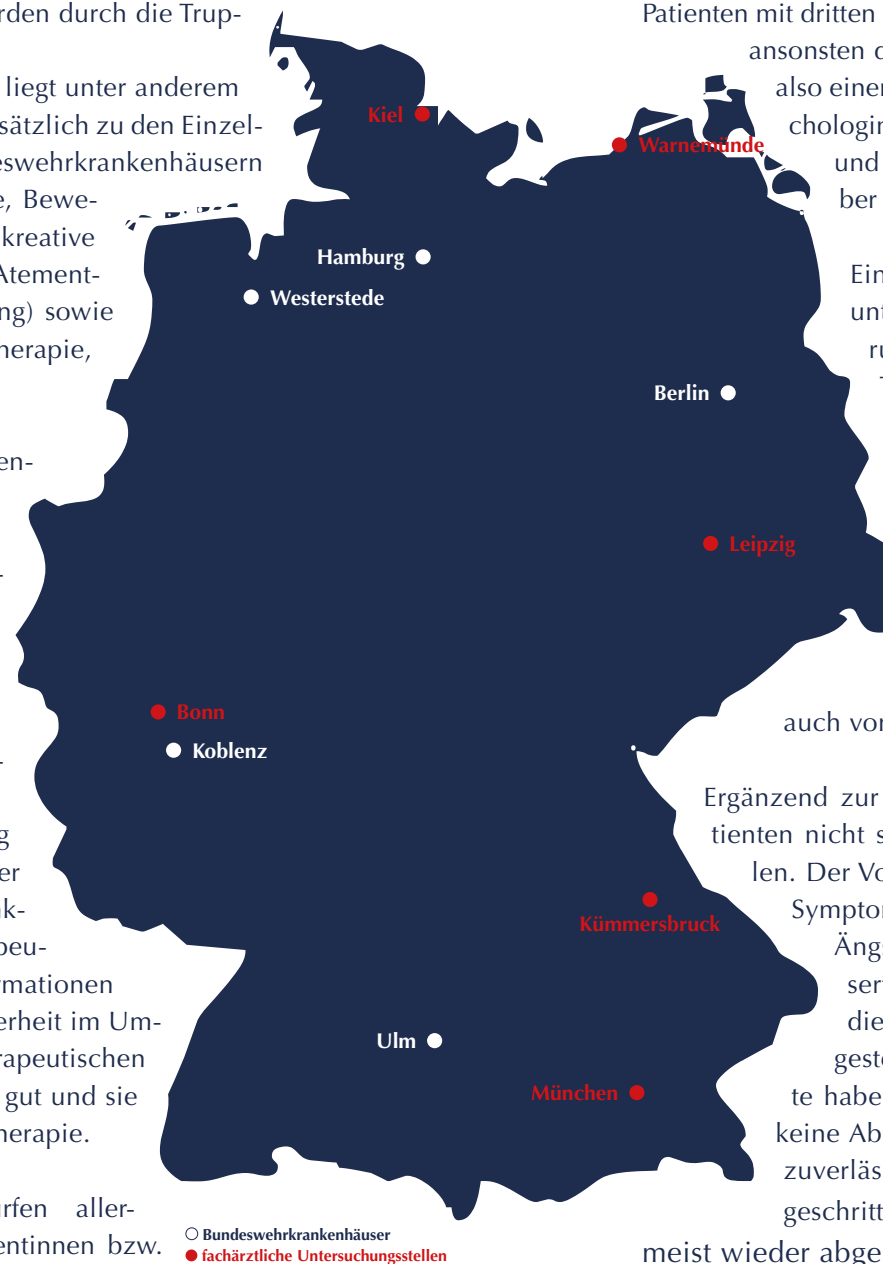 rden durch die Trup-
liegt unter anderem
sätzlich zu den Einzel-
eswehrkrankenhäusern
e, Bewe-
kreative
Atement-
ng) sowie
herapie,
en-
-
-
g
er
nk-
peu-
rmationen
erheit im Um-
rapeutischen
gut und sie
herapie.
rfen aller-
entinnen bzw.
Kiel
Warnemünde
Hamburg
Westerstede
Berlin
Leipzig
Bonn
Koblenz
Kümmersbruck
Ulm
München
Bundeswehrkrankenhäuser
fachärztliche Untersuchungsstellen
Patienten mit dritten
ansonsten
also einer
chologin
und
ber
Ein
unt
ru
auch vor
Ergänzend zur
tienten nicht s
len. Der Vo
Symptor
Ängs
ser
die
geste
te habe
keine Ab
zuverläs
geschritt
meist wieder abge